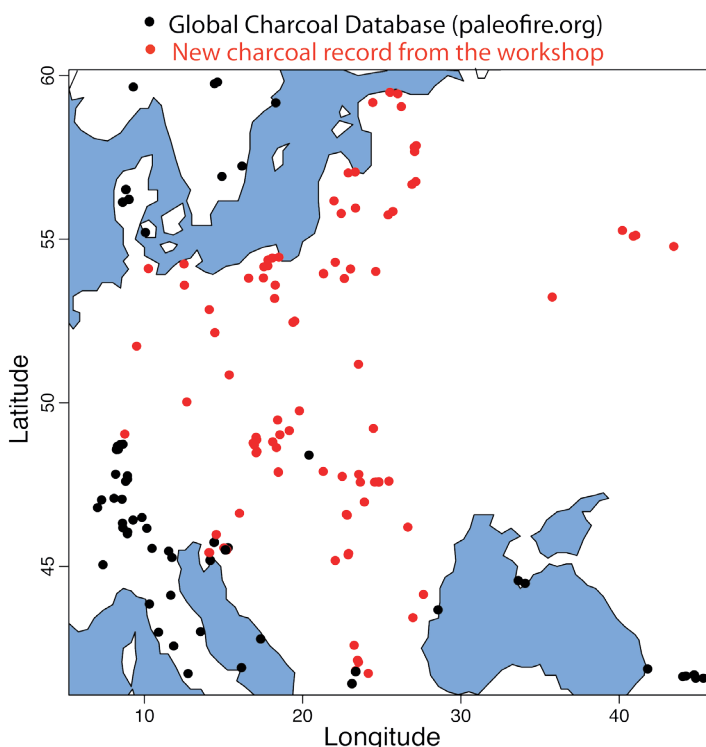 Global Charcoal Database (paleofire.org)
New charcoal record from the workshop
60
55
50
45
Latitude
10
20
30
40
Longitude